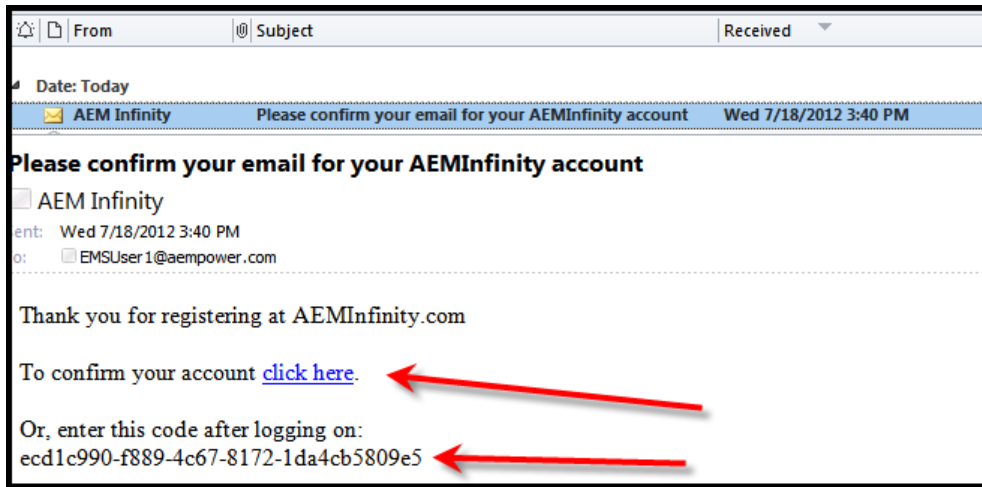 From Subject Received
Date: Today
AEM Infinity Please confirm your email for your AEMInfinity account Wed 7/18/2012 3:40 PM
Please confirm your email for your AEMInfinity account
AEM Infinity
ent: Wed 7/18/2012 3:40 PM
o: EMSUser1@aempower.com
Thank you for registering at AEMInfinity.com
To confirm your account click here.
Or, enter this code after logging on:
ecd1c990-f889-4c67-8172-1da4cb5809e5